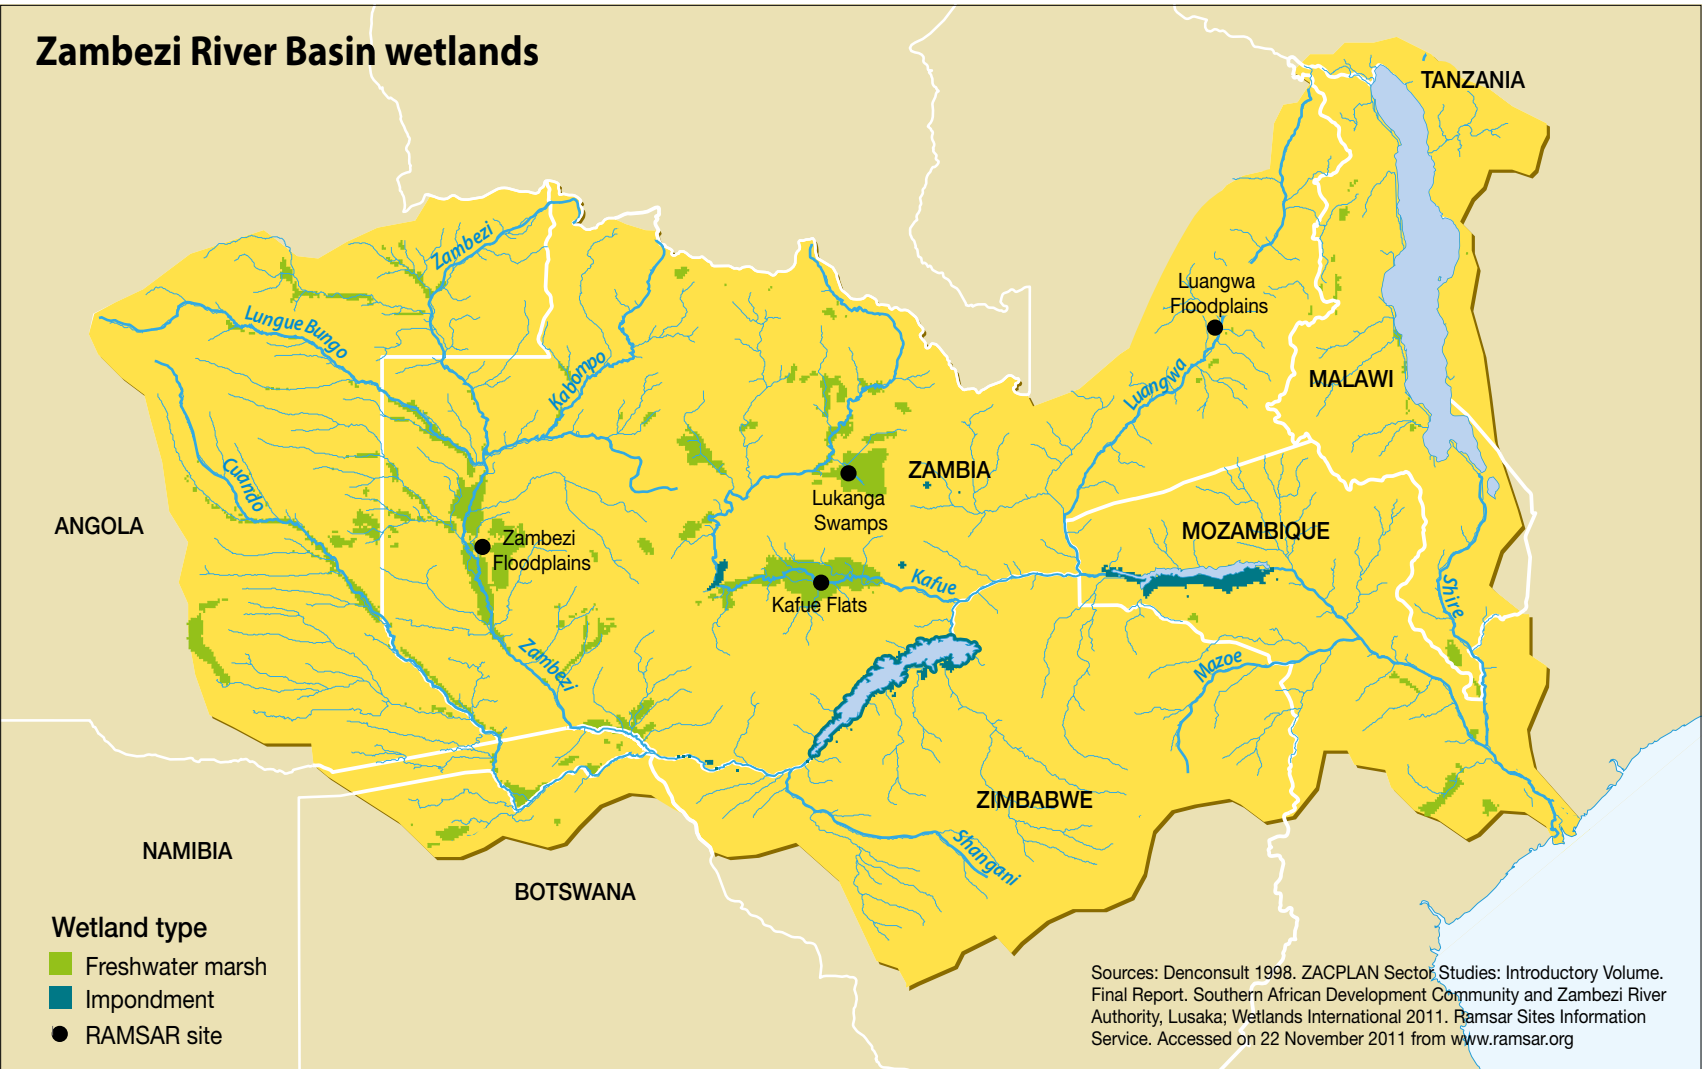 Zambezi River Basin wetlands
TANZANIA
Zambezi
Luangwa
Floodplains
Lungue Bungo
Kabompo
Luangwa
MALAWI
Cuando
ZAMBIA
Lukanga
Swamps
ANGOLA
MOZAMBIQUE
Zambezi
Floodplains
Kafue
Shire
Kafue Flats
Zambezi
Mazoe
ZIMBABWE
Shangani
NAMIBIA
BOTSWANA
Wetland type
Freshwater marsh
Impondment
RAMSAR site
Sources: Denconsult 1998. ZACPLAN Sector Studies: Introductory Volume.
Final Report. Southern African Development Community and Zambezi River
Authority, Lusaka; Wetlands International 2011. Ramsar Sites Information
Service. Accessed on 22 November 2011 from www.ramsar.org